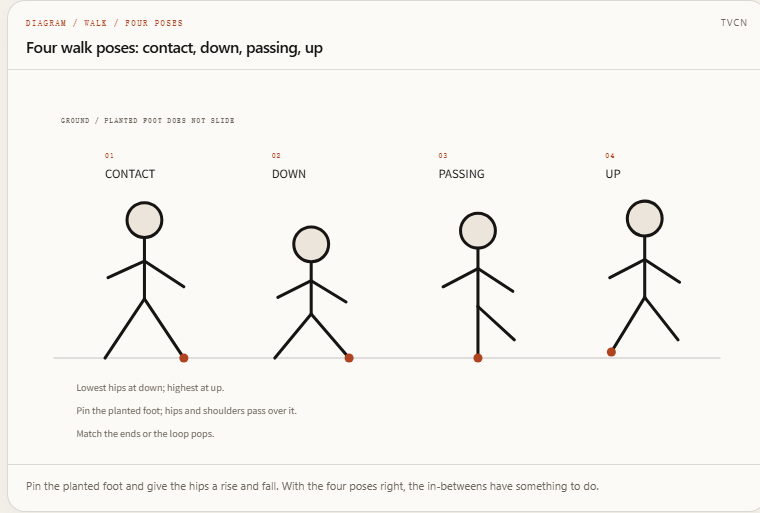 DIAGRAM / WALK / FOUR POSES
TVCN
Four walk poses: contact, down, passing, up
GROUND / PLANTED FOOT DOES NOT SLIDE
01
CONTACT
02
DOWN
03
PASSING
04
UP
Lowest hips at down; highest at up.
Pin the planted foot; hips and shoulders pass over it.
Match the ends or the loop pops.
Pin the planted foot and give the hips a rise and fall. With the four poses right, the in-betweens have something to do.